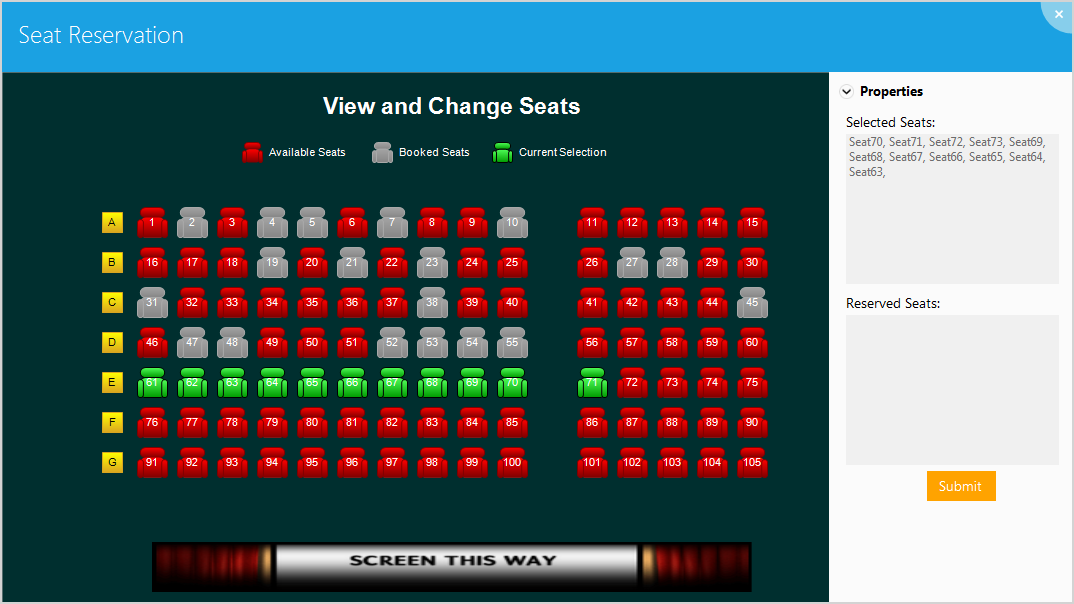 Seat Reservation
×
View and Change Seats
Available Seats Booked Seats Current Selection
A 1 2 3 4 5 6 7 8 9 10 11 12 13 14 15
B 16 17 18 19 20 21 22 23 24 25 26 27 28 29 30
C 31 32 33 34 35 36 37 38 39 40 41 42 43 44 45
D 46 47 48 49 50 51 52 53 54 55 56 57 58 59 60
E 61 62 63 64 65 66 67 68 69 70 71 72 73 74 75
F 76 77 78 79 80 81 82 83 84 85 86 87 88 89 90
G 91 92 93 94 95 96 97 98 99 100 101 102 103 104 105
SCREEN THIS WAY
Properties
Selected Seats:
Seat70, Seat71, Seat72, Seat73, Seat69,
Seat68, Seat67, Seat66, Seat65, Seat64,
Seat63,
Reserved Seats:
Submit